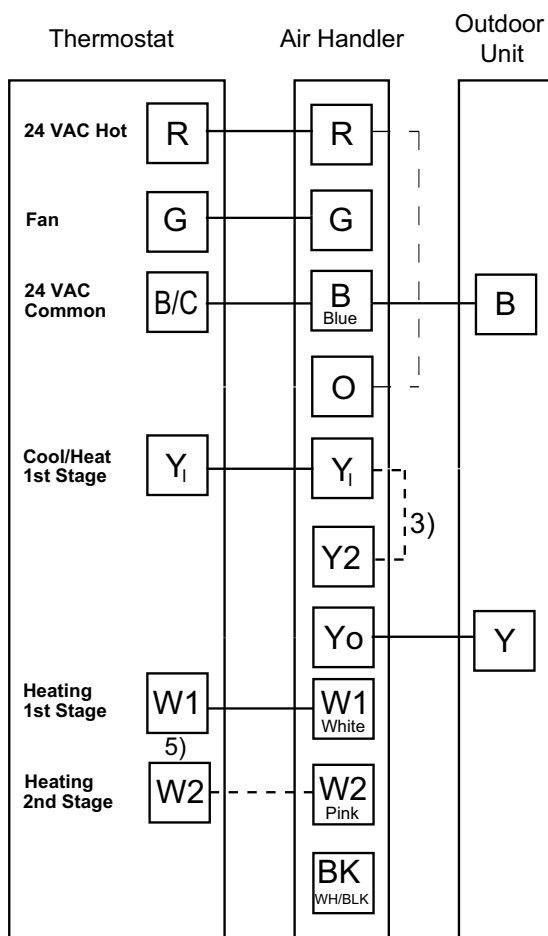 Thermostat
Air Handler
Outdoor
Unit
24 VAC Hot
R
R
Fan
G
G
24 VAC
Common
B/C
B
Blue
B
O
Cool/Heat
1st Stage
Y1
Y1
3)
Y2
Yo
Y
Heating
1st Stage
W1
W1
White
5)
Heating
2nd Stage
W2
W2
Pink
BK
WH/BLK